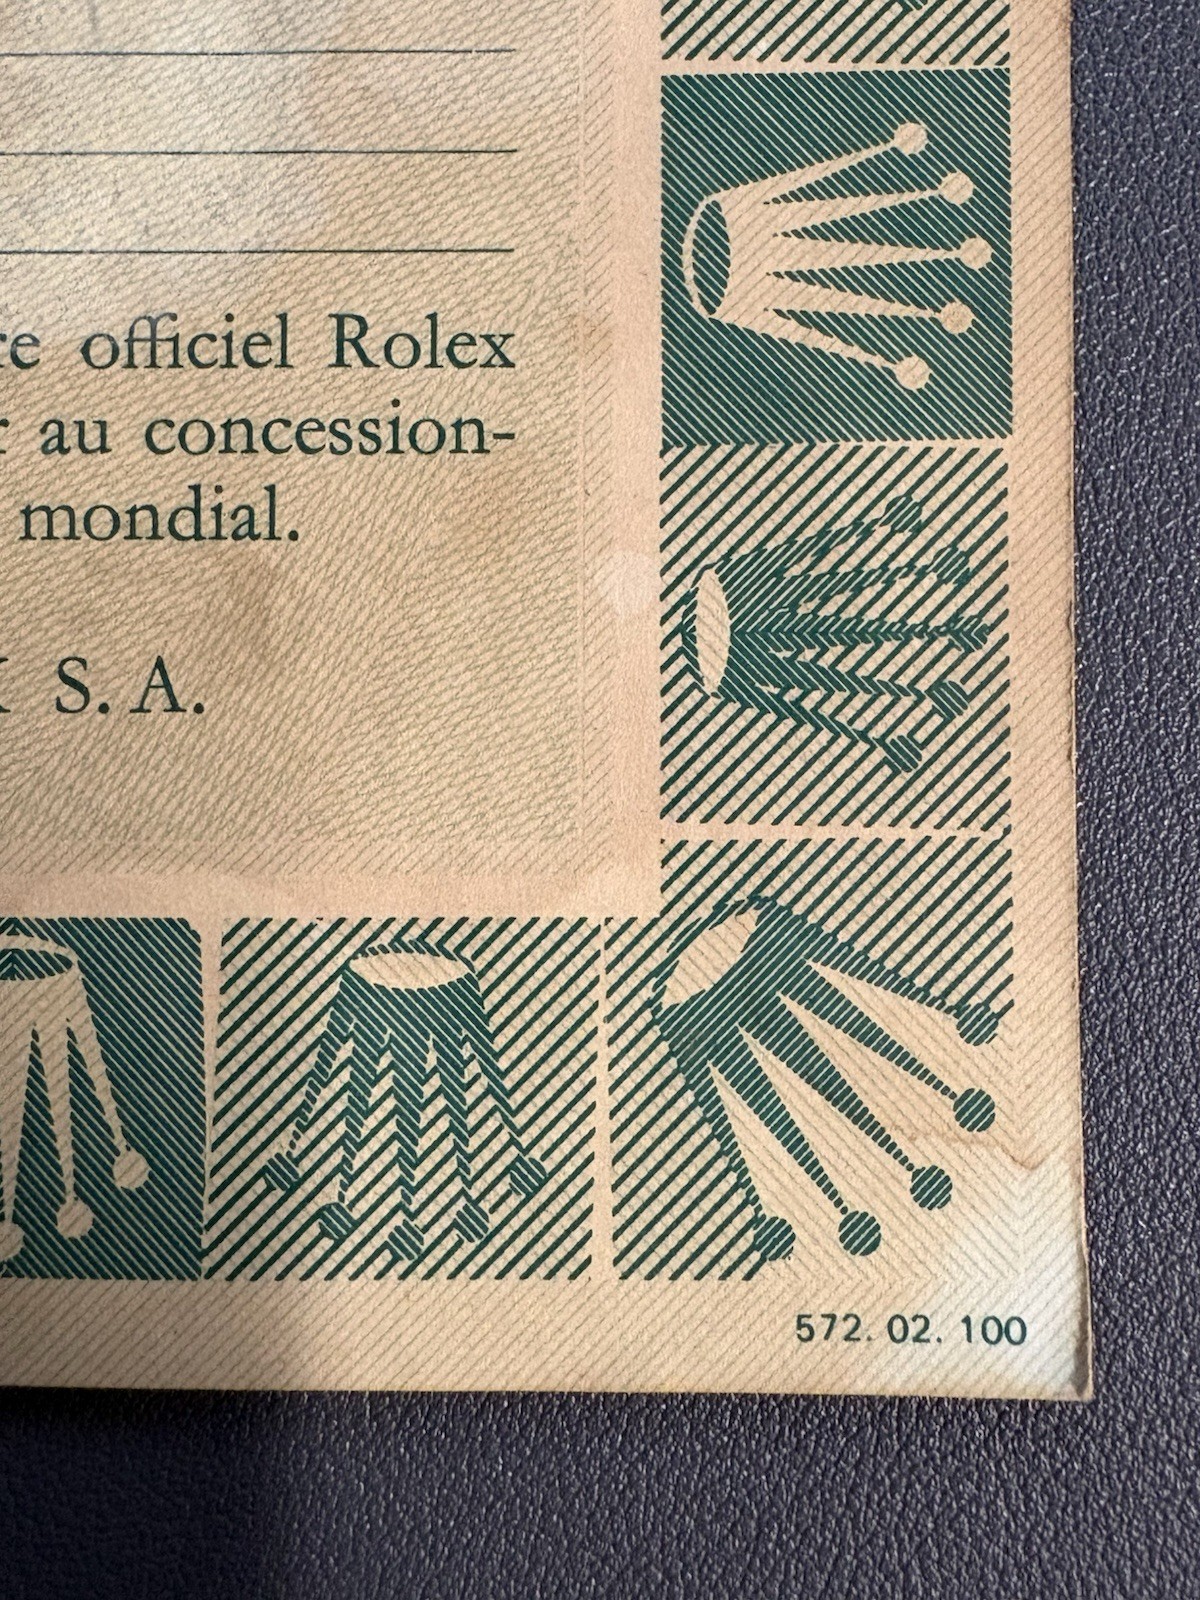 officiel Rolex
au concession-
mondial.
S. A.
572. 02. 100